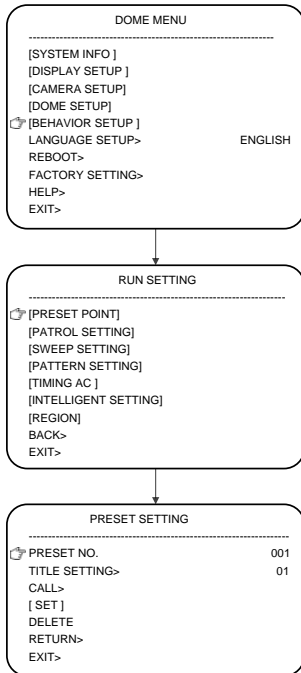 DOME MENU
[SYSTEM INFO ]
[DISPLAY SETUP ]
[CAMERA SETUP]
[DOME SETUP]
[BEHAVIOR SETUP ]
LANGUAGE SETUP> ENGLISH
REBOOT>
FACTORY SETTING>
HELP>
EXIT>
RUN SETTING
[PRESET POINT]
[PATROL SETTING]
[SWEEP SETTING]
[PATTERN SETTING]
[TIMING AC ]
[INTELLIGENT SETTING]
[REGION]
BACK>
EXIT>
PRESET SETTING
PRESET NO. 001
TITLE SETTING> 01
CALL>
[ SET ]
DELETE
RETURN>
EXIT>